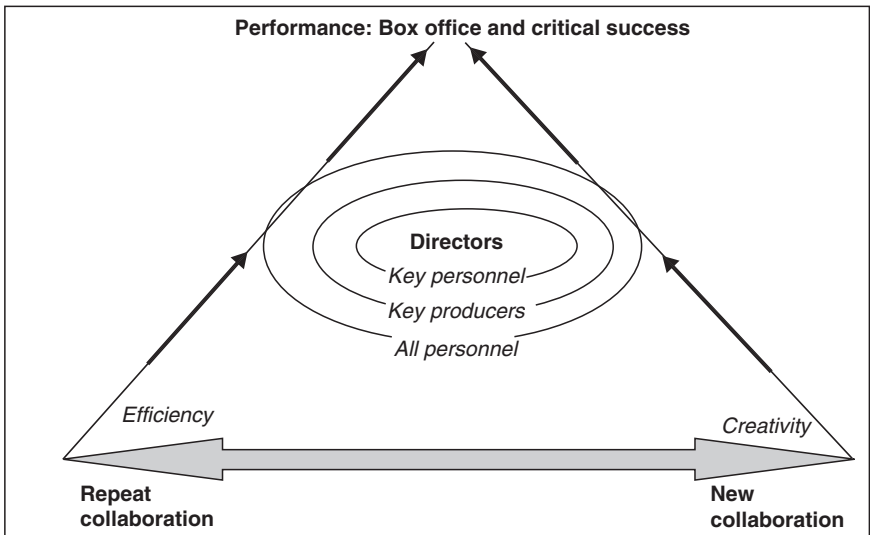 Performance: Box office and critical success
Directors
Key personnel
Key producers
All personnel
Efficiency
Creativity
Repeat
collaboration
New
collaboration